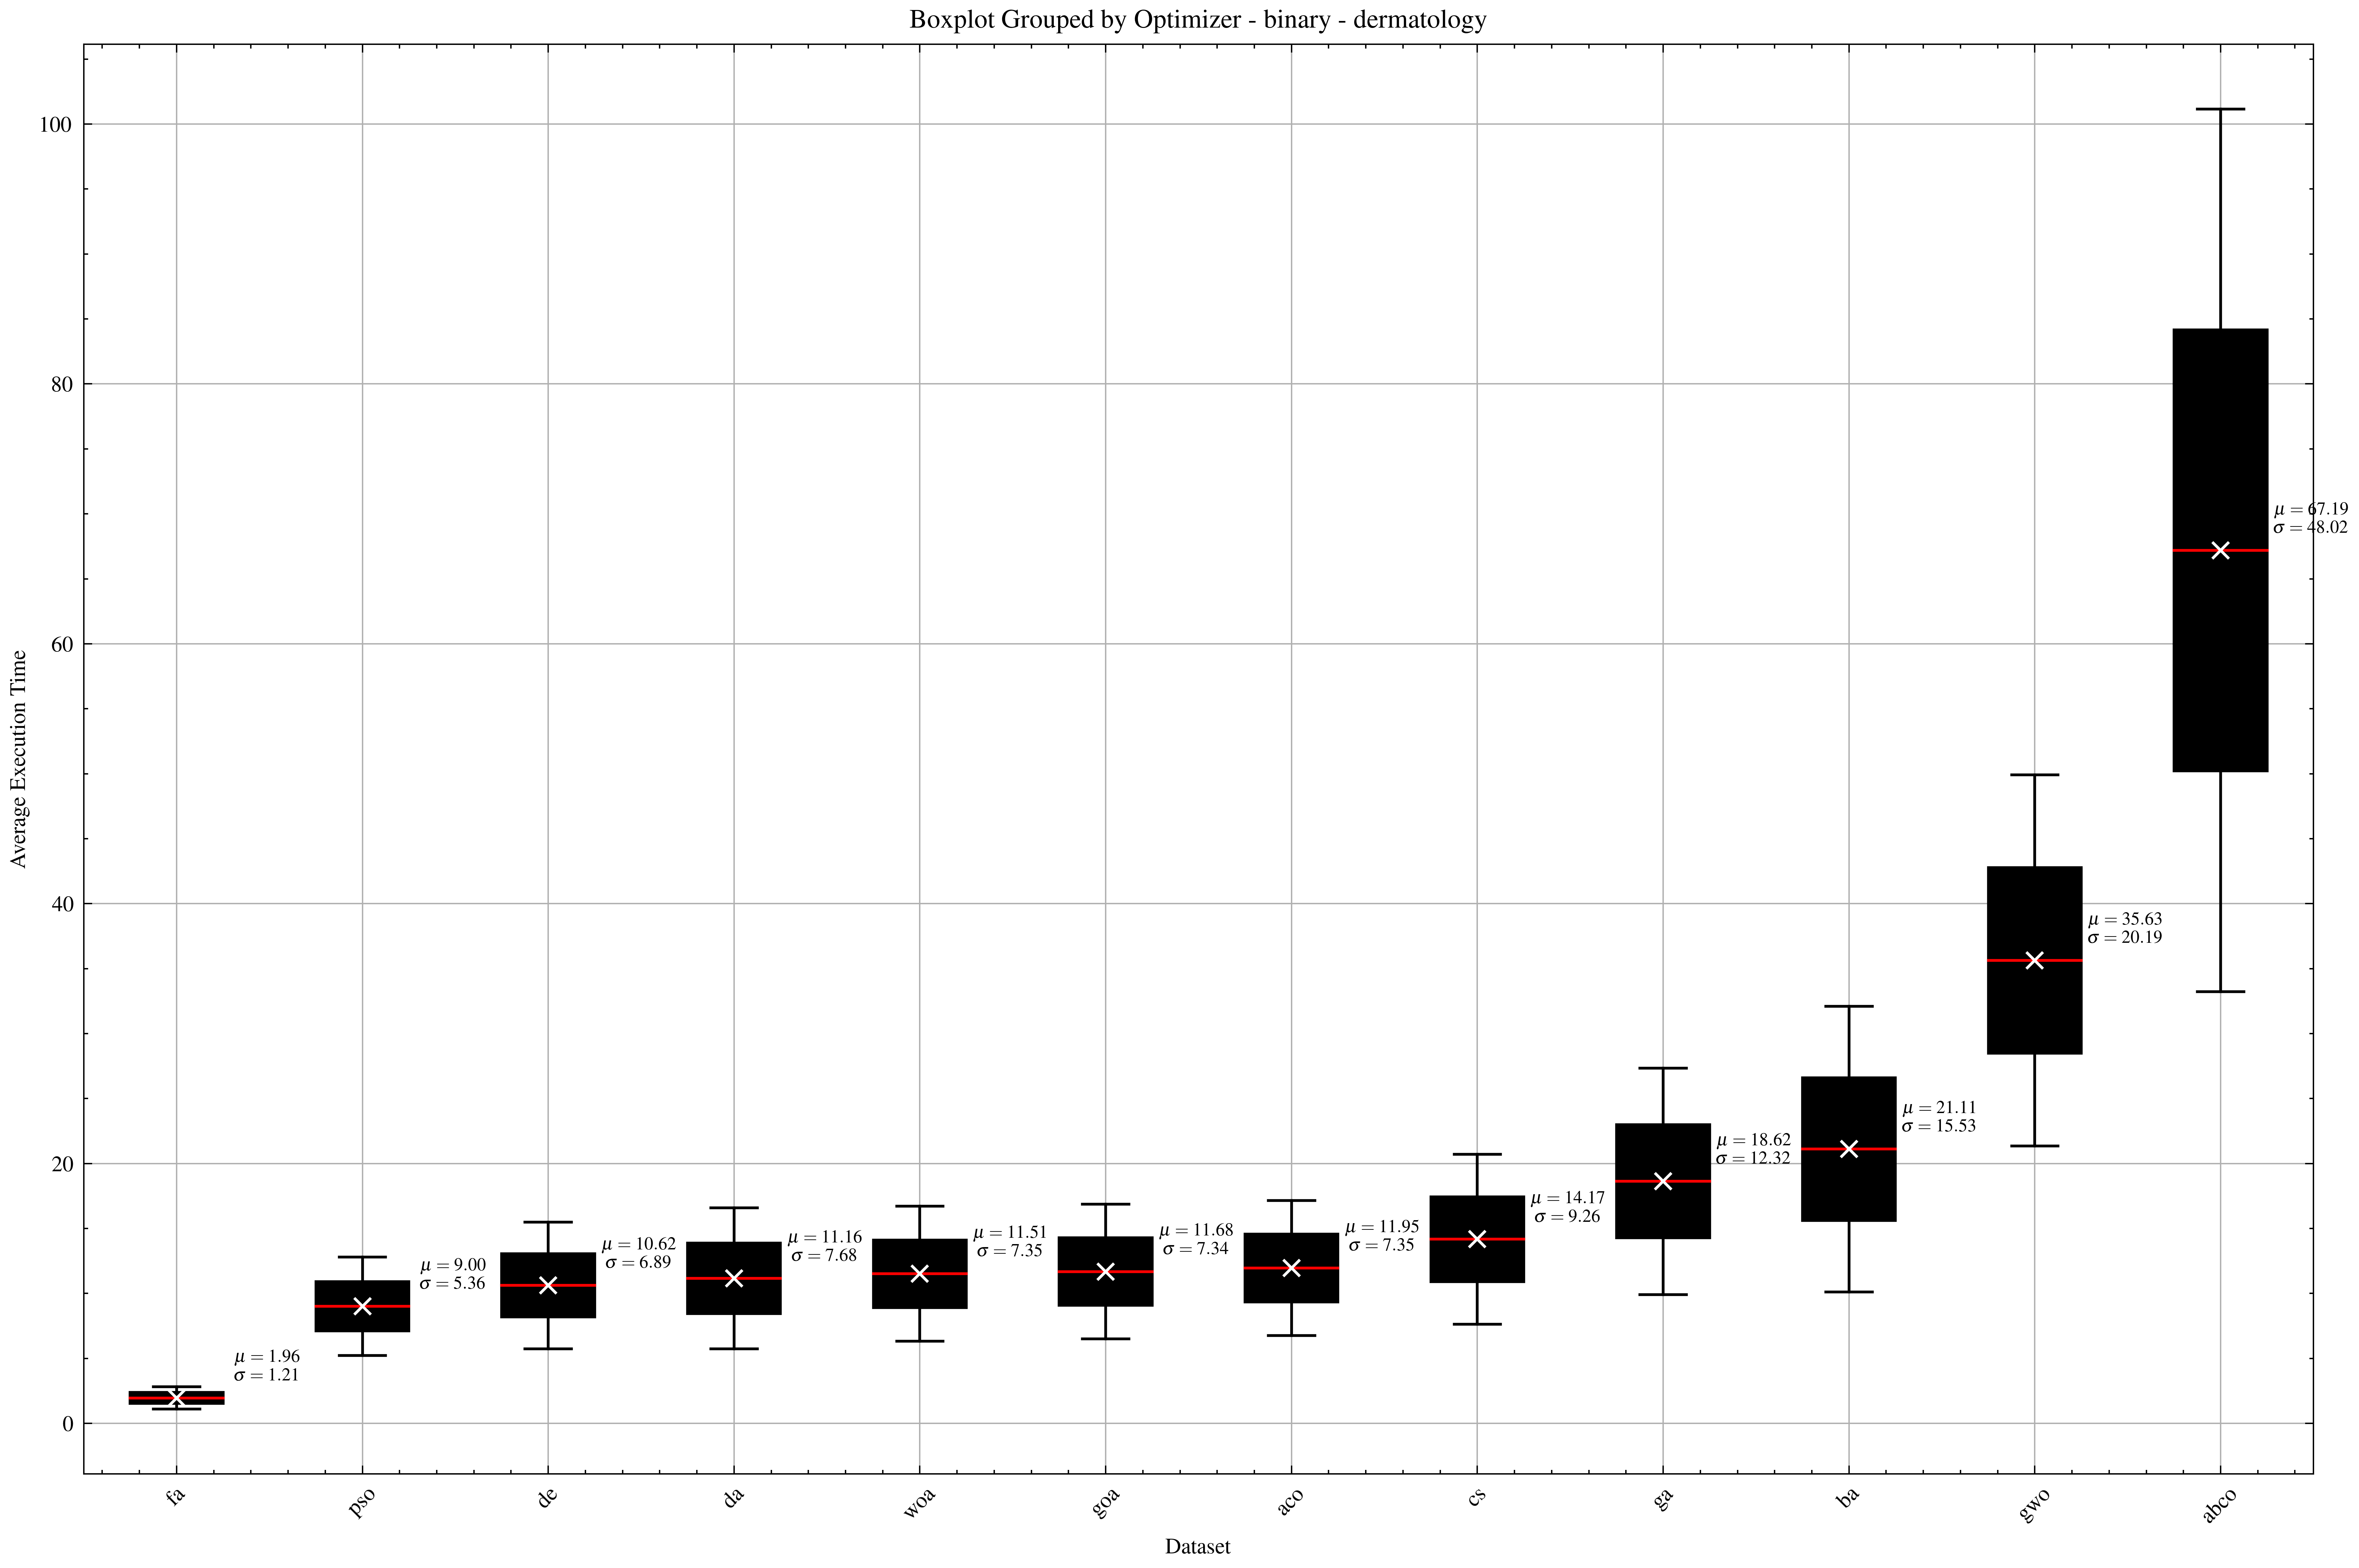 Boxplot Grouped by Optimizer - binary - dermatology
Average Execution Time
100
80
60
40
20
0
μ = 1.96
σ = 1.21
μ = 9.00
σ = 5.36
μ = 10.62
σ = 6.89
μ = 11.16
σ = 7.68
μ = 11.51
σ = 7.35
μ = 11.68
σ = 7.34
μ = 11.95
σ = 7.35
μ = 14.17
σ = 9.26
μ = 18.62
σ = 12.32
μ = 21.11
σ = 15.53
μ = 35.63
σ = 20.19
μ = 67.19
σ = 48.02
fa
pso
de
da
woa
goa
aco
cs
ga
ba
gwo
abco
Dataset